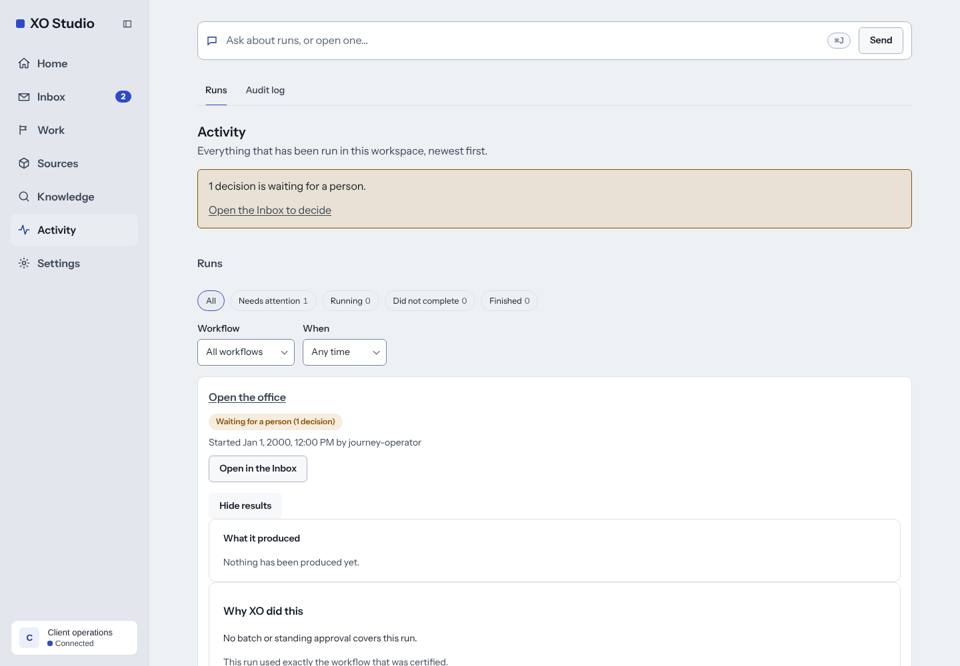 XO Studio
Home
Inbox 2
Work
Sources
Knowledge
Activity
Settings
Client operations
C
Connected
Ask about runs, or open one...
⌘J
Send
Runs Audit log
Activity
Everything that has been run in this workspace, newest first.
1 decision is waiting for a person.
Open the Inbox to decide
Runs
All Needs attention 1 Running 0 Did not complete 0 Finished 0
Workflow When
All workflows Any time
Open the office
Waiting for a person (1 decision)
Started Jan 1, 2000, 12:00 PM by journey-operator
Open in the Inbox
Hide results
What it produced
Nothing has been produced yet.
Why XO did this
No batch or standing approval covers this run.
This run used exactly the workflow that was certified.